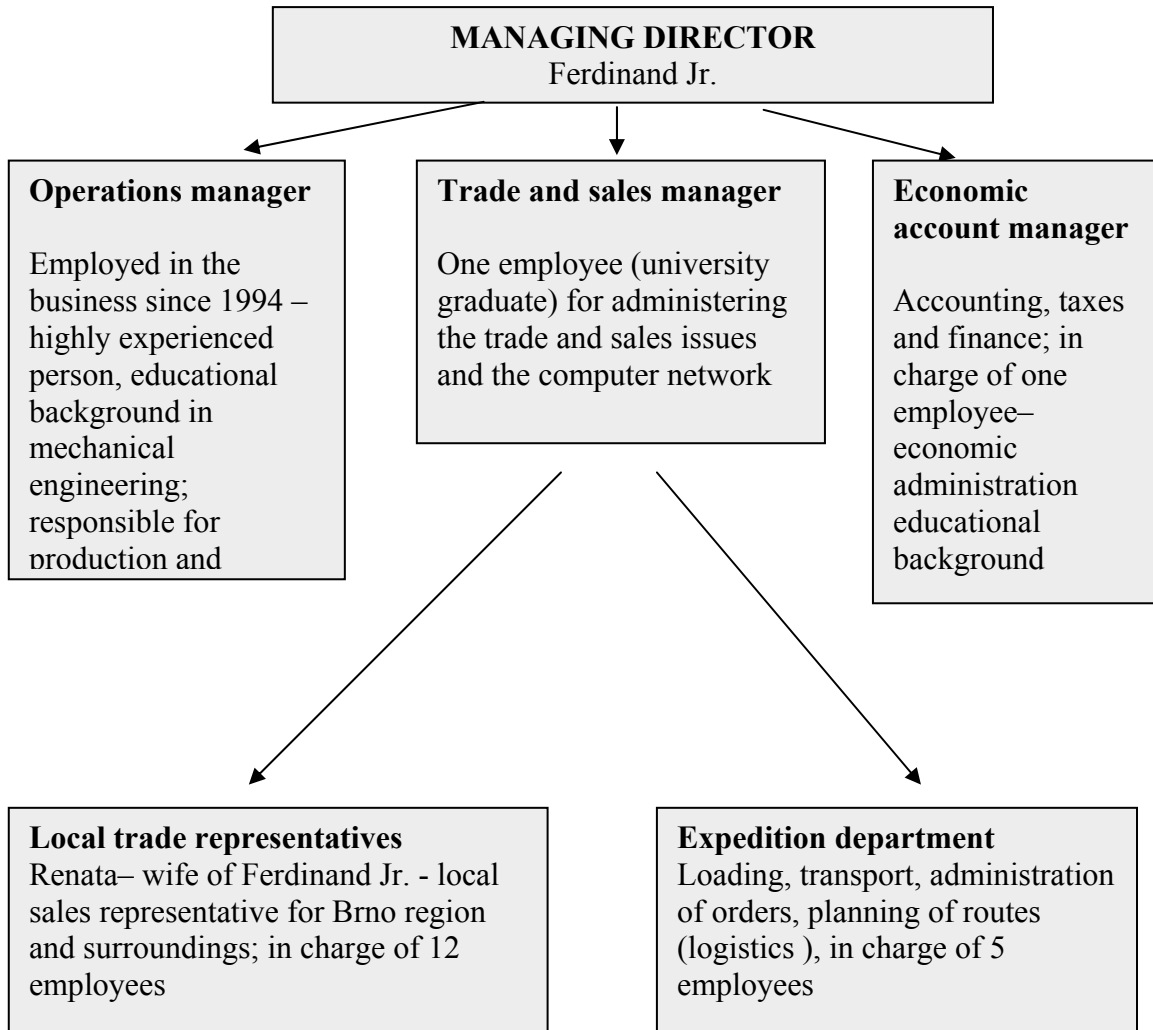 MANAGING DIRECTOR
Ferdinand Jr.
Operations manager
Employed in the
business since 1994 –
highly experienced
person, educational
background in
mechanical
engineering;
responsible for
production and
Trade and sales manager
One employee (university
graduate) for administering
the trade and sales issues
and the computer network
Economic
account manager
Accounting, taxes
and finance; in
charge of one
employee–
economic
administration
educational
background
Local trade representatives
Renata– wife of Ferdinand Jr. - local
sales representative for Brno region
and surroundings; in charge of 12
employees
Expedition department
Loading, transport, administration
of orders, planning of routes
(logistics ), in charge of 5
employees